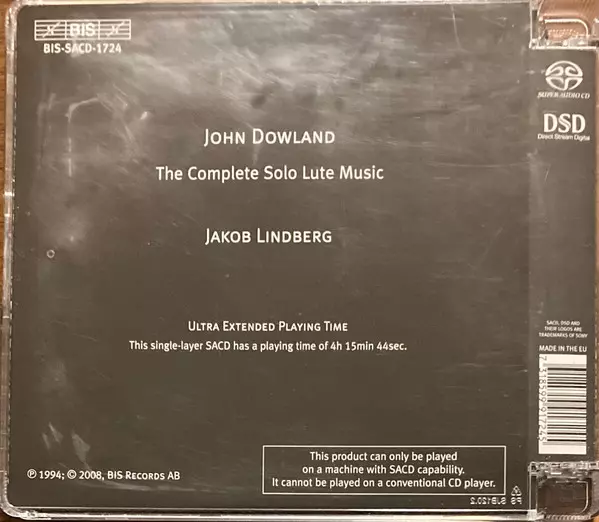 BIS
BIS-SACD-1724
SUPER AUDIO CD
DSD
Direct Stream Digital
JOHN DOWLAND
The Complete Solo Lute Music
JAKOB LINDBERG
ULTRA EXTENDED PLAYING TIME
This single-layer SACD has a playing time of 4h 15min 44sec.
SACD, DSD AND
THEIR LOGOS ARE
TRADEMARKS OF SONY
MADE IN THE EU
7 318599 917245
This product can only be played
on a machine with SACD capability.
It cannot be played on a conventional CD player.
℗ 1994; © 2008, BIS RECORDS AB